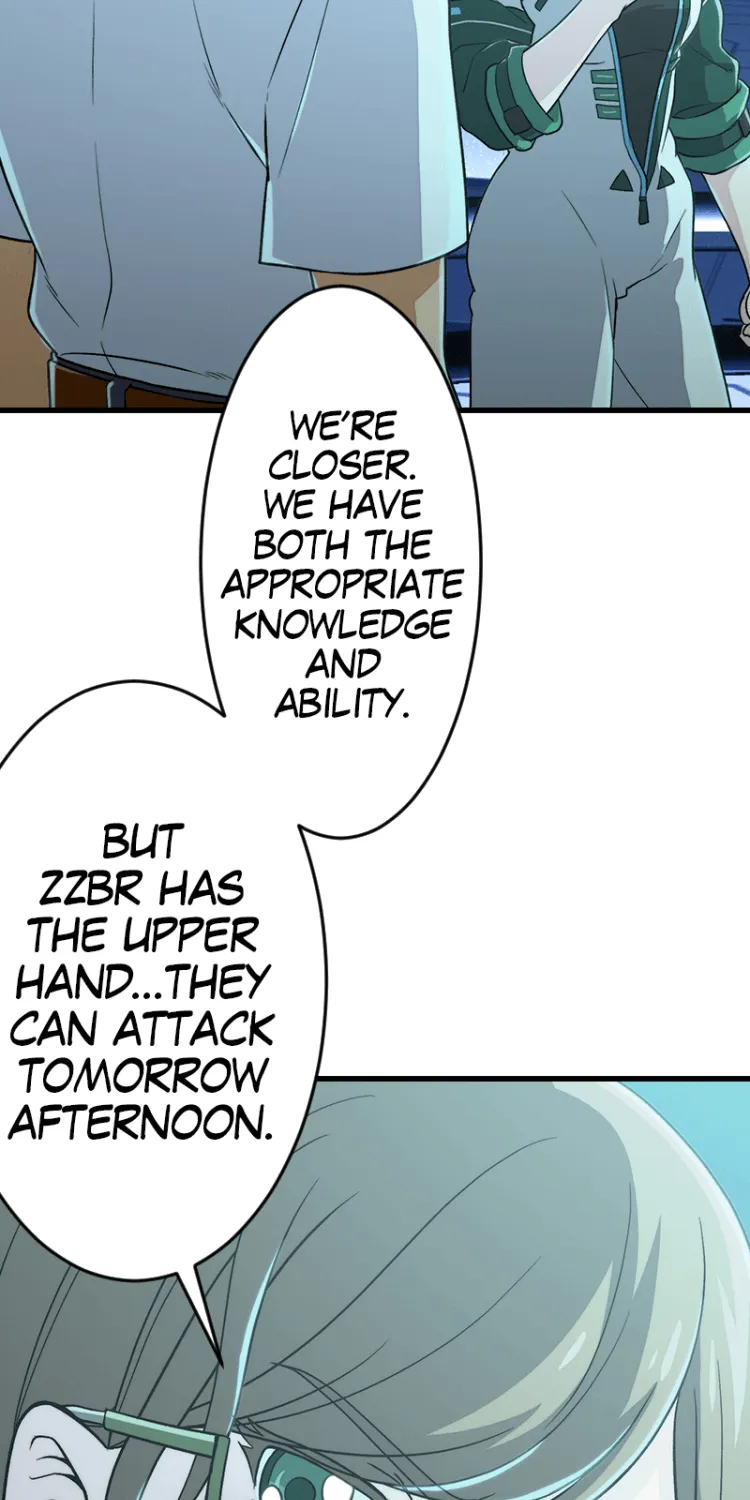 WE'RE
CLOSER.
WE HAVE
BOTH THE
APPROPRIATE
KNOWLEDGE
AND
ABILITY.
BUT
ZZBR HAS
THE UPPER
HAND...THEY
CAN ATTACK
TOMORROW
AFTERNOON.